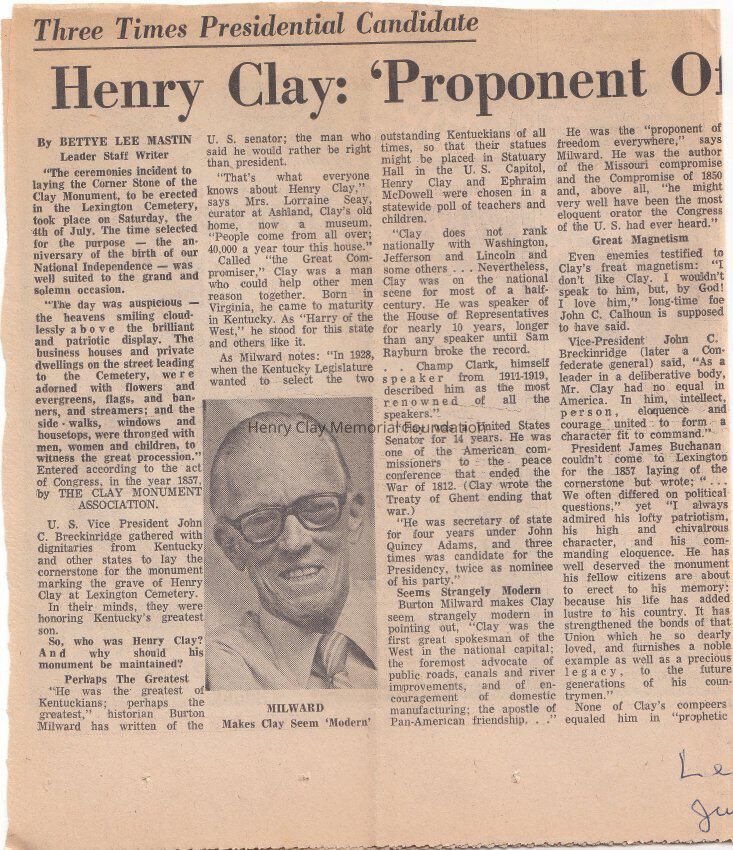 Three Times Presidential Candidate
Henry Clay: ‘Proponent Of
By BETTYE LEE MASTIN
Leader Staff Writer
"The ceremonies incident to
laying the Corner Stone of the
Clay Monument, to be erected
in the Lexington Cemetery,
took place on Saturday, the
4th of July. The time selected
for the purpose — the an-
niversary of the birth of our
National Independence — was
well suited to the grand and
solemn occasion.
"The day was auspicious —
the heavens smiling cloud-
lessly above the brilliant
and patriotic display. The
business houses and private
dwellings on the street leading
to the Cemetery, were
adorned with flowers and
evergreens, flags, and ban-
ners, and streamers; and the
side-walks, windows and
housetops, were thronged with
men, women and children, to
witness the great procession."
Entered according to the act
of Congress, in the year 1857,
by THE CLAY MONUMENT
ASSOCIATION.
U. S. Vice President John
C. Breckinridge gathered with
dignitaries from Kentucky
and other states to lay the
cornerstone for the monument
marking the grave of Henry
Clay at Lexington Cemetery.
In their minds, they were
honoring Kentucky's greatest
son.
So, who was Henry Clay?
And why should his
monument be maintained?
Perhaps The Greatest
"He was the greatest of
Kentuckians; perhaps the
greatest," historian Burton
Milward has written of the
U. S. senator; the man who
said he would rather be right
than president.
"That's what everyone
knows about Henry Clay,"
says Mrs. Lorraine Seay,
curator at Ashland, Clay's old
home, now a museum.
"People come from all over;
40,000 a year tour this house."
Called "the Great Com-
promiser," Clay was a man
who could help other men
reason together. Born in
Virginia, he came to maturity
in Kentucky. As "Harry of the
West," he stood for this state
and others like it.
As Milward notes: "In 1928,
when the Kentucky Legislature
wanted to select the two
Henry Clay Memorial Foundation
MILWARD
Makes Clay Seem 'Modern'
outstanding Kentuckians of all
times, so that their statues
might be placed in Statuary
Hall in the U. S. Capitol,
Henry Clay and Ephraim
McDowell were chosen in a
statewide poll of teachers and
children.
"Clay does not rank
nationally with Washington,
Jefferson and Lincoln and
some others . . . Nevertheless,
Clay was on the national
scene for most of a half-
century. He was speaker of
the House of Representatives
for nearly 10 years, longer
than any speaker until Sam
Rayburn broke the record.
. . Champ Clark, himself
speaker from 1911-1919,
described him as the most
renowned of all the
speakers."
a United States
Senator for 14 years. He was
one of the American com-
missioners to the peace
conference that ended the
War of 1812. (Clay wrote the
Treaty of Ghent ending that
war.)
"He was secretary of state
for four years under John
Quincy Adams, and three
times was candidate for the
Presidency, twice as nominee
of his party."
Seems Strangely Modern
Burton Milward makes Clay
seem strangely modern in
pointing out, "Clay was the
first great spokesman of the
West in the national capital;
the foremost advocate of
public roads, canals and river
improvements, and of en-
couragement of domestic
manufacturing; the apostle of
Pan-American friendship. . ."
He was the "proponent of
freedom everywhere," says
Milward. He was the author
of the Missouri compromise
and the Compromise of 1850
and, above all, "he might
very well have been the most
eloquent orator the Congress
of the U. S. had ever heard."
Great Magnetism
Even enemies testified to
Clay's freat magnetism: "I
don't like Clay. I wouldn't
speak to him, but, by God!
I love him," long-time foe
John C. Calhoun is supposed
to have said.
Vice-President John C.
Breckinridge (later a Con-
federate general) said, "As a
leader in a deliberative body,
Mr. Clay had no equal in
America. In him, intellect,
person, eloquence and
courage united to form a
character fit to command."
President James Buchanan
couldn't come to Lexington
for the 1857 laying of the
cornerstone but wrote; ". . .
We often differed on political
questions," yet "I always
admired his lofty patriotism,
his high and chivalrous
character, and his com-
manding eloquence. He has
well deserved the monument
his fellow citizens are about
to erect to his memory;
because his life has added
lustre to his country. It has
strengthened the bonds of that
Union which he so dearly
loved, and furnishes a noble
example as well as a precious
legacy, to the future
generations of his coun-
trymen."
None of Clay's compeers
equaled him in "prophetic
Le
Ju